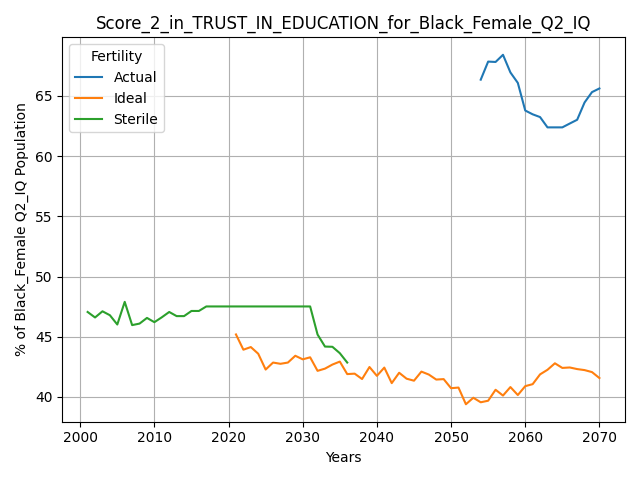 Score_2_in_TRUST_IN_EDUCATION_for_Black_Female_Q2_IQ
Fertility
Actual
Ideal
Sterile
% of Black_Female Q2_IQ Population
65
60
55
50
45
40
2000
2010
2020
2030
2040
2050
2060
2070
Years